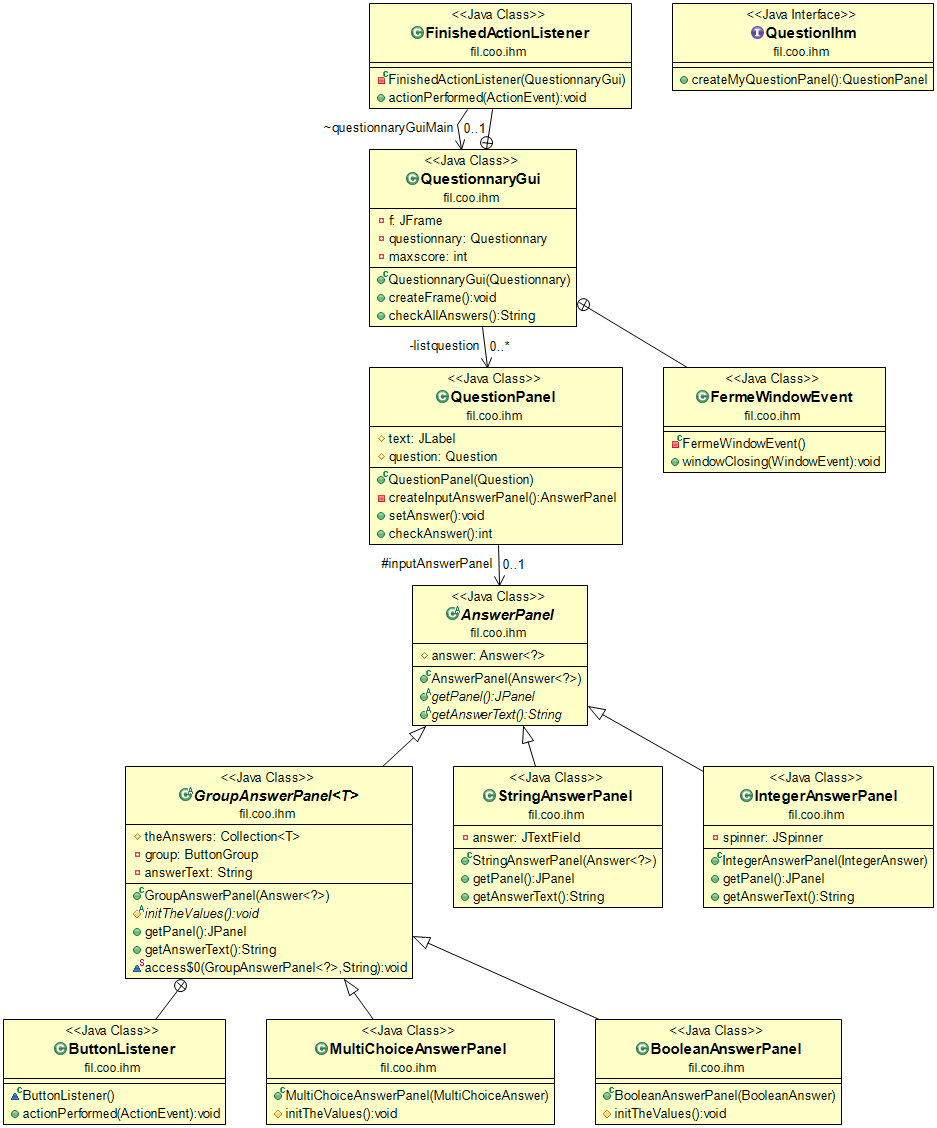 <<Java Class>>
FinishedActionListener
fil.coo.ihm
FinishedActionListener(QuestionnaryGui)
actionPerformed(ActionEvent):void
<<Java Interface>>
QuestionIhm
fil.coo.ihm
createMyQuestionPanel():QuestionPanel
~questionnaryGuiMain
0..1
<<Java Class>>
QuestionnaryGui
fil.coo.ihm
f: JFrame
questionnary: Questionnary
maxscore: int
QuestionnaryGui(Questionnary)
createFrame():void
checkAllAnswers():String
-listquestion
0..*
<<Java Class>>
QuestionPanel
fil.coo.ihm
text: JLabel
question: Question
QuestionPanel(Question)
createInputAnswerPanel():AnswerPanel
setAnswer():void
checkAnswer():int
<<Java Class>>
FermeWindowEvent
fil.coo.ihm
FermeWindowEvent()
windowClosing(WindowEvent):void
#inputAnswerPanel
0..1
<<Java Class>>
AnswerPanel
fil.coo.ihm
answer: Answer<?>
AnswerPanel(Answer<?>)
getPanel():JPanel
getAnswerText():String
<<Java Class>>
GroupAnswerPanel<T>
fil.coo.ihm
theAnswers: Collection<T>
group: ButtonGroup
answerText: String
GroupAnswerPanel(Answer<?>)
initTheValues():void
getPanel():JPanel
getAnswerText():String
access$0(GroupAnswerPanel<?>,String):void
<<Java Class>>
StringAnswerPanel
fil.coo.ihm
answer: JTextField
StringAnswerPanel(Answer<?>)
getPanel():JPanel
getAnswerText():String
<<Java Class>>
IntegerAnswerPanel
fil.coo.ihm
spinner: JSpinner
IntegerAnswerPanel(IntegerAnswer)
getPanel():JPanel
getAnswerText():String
<<Java Class>>
ButtonListener
fil.coo.ihm
ButtonListener()
actionPerformed(ActionEvent):void
<<Java Class>>
MultiChoiceAnswerPanel
fil.coo.ihm
MultiChoiceAnswerPanel(MultiChoiceAnswer)
initTheValues():void
<<Java Class>>
BooleanAnswerPanel
fil.coo.ihm
BooleanAnswerPanel(BooleanAnswer)
initTheValues():void